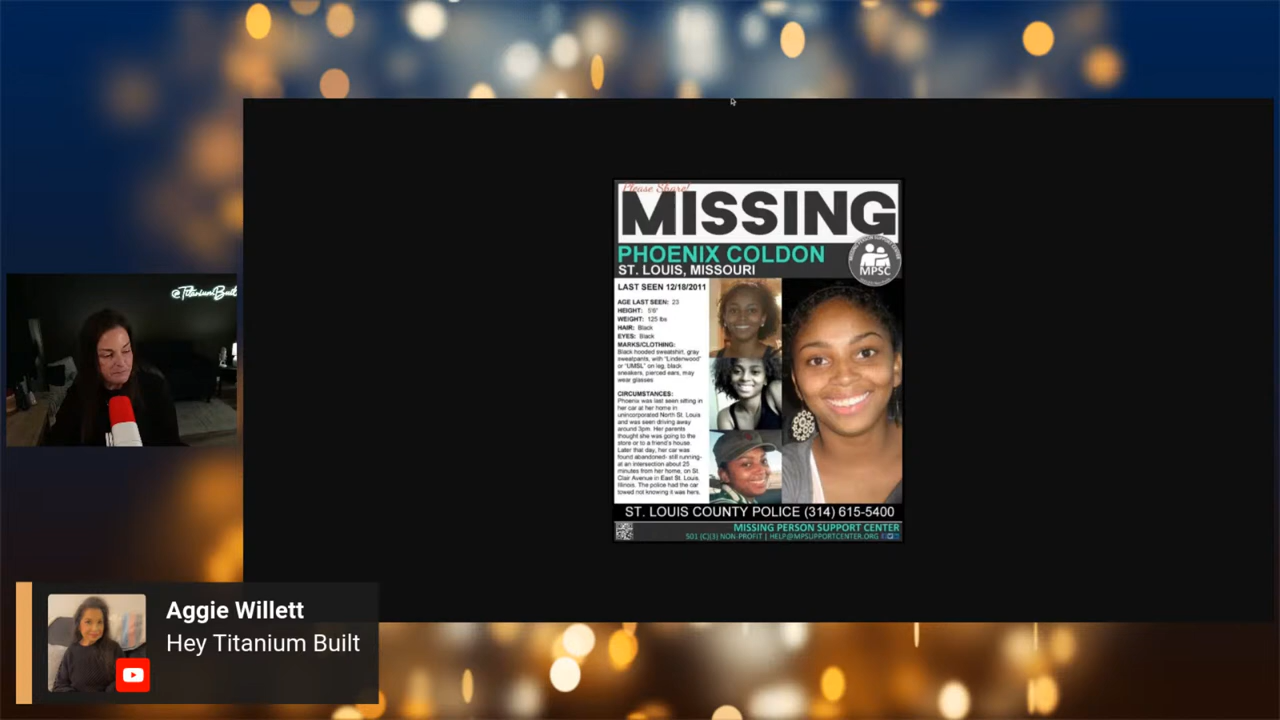 @TitaniumBuilt
Please Share!
MISSING
PHOENIX COLDON
ST. LOUIS, MISSOURI
MPSC
LAST SEEN 12/18/2011
AGE LAST SEEN: 23
HEIGHT: 5'6"
WEIGHT: 125 lbs
HAIR: Black
EYES: Black
MARKS/CLOTHING:
Black hooded sweatshirt, gray
sweatpants, with "Lindenwood"
or "UMSL" on leg, black
sneakers, pierced ears, may
wear glasses
CIRCUMSTANCES:
Phoenix was last seen sitting in
her car at her home in
unincorporated North St. Louis
and was seen driving away
around 3pm. Her parents
thought she was going to the
store or to a friend's house.
Later that day, her car was
found abandoned- still running-
at an intersection about 25
minutes from her home, on St.
Clair Avenue in East St. Louis,
Illinois. The police had the car
towed not knowing it was hers.
ST. LOUIS COUNTY POLICE (314) 615-5400
MISSING PERSON SUPPORT CENTER
501 (C)(3) NON-PROFIT | HELP@MPSUPPORTCENTER.ORG
Aggie Willett
Hey Titanium Built